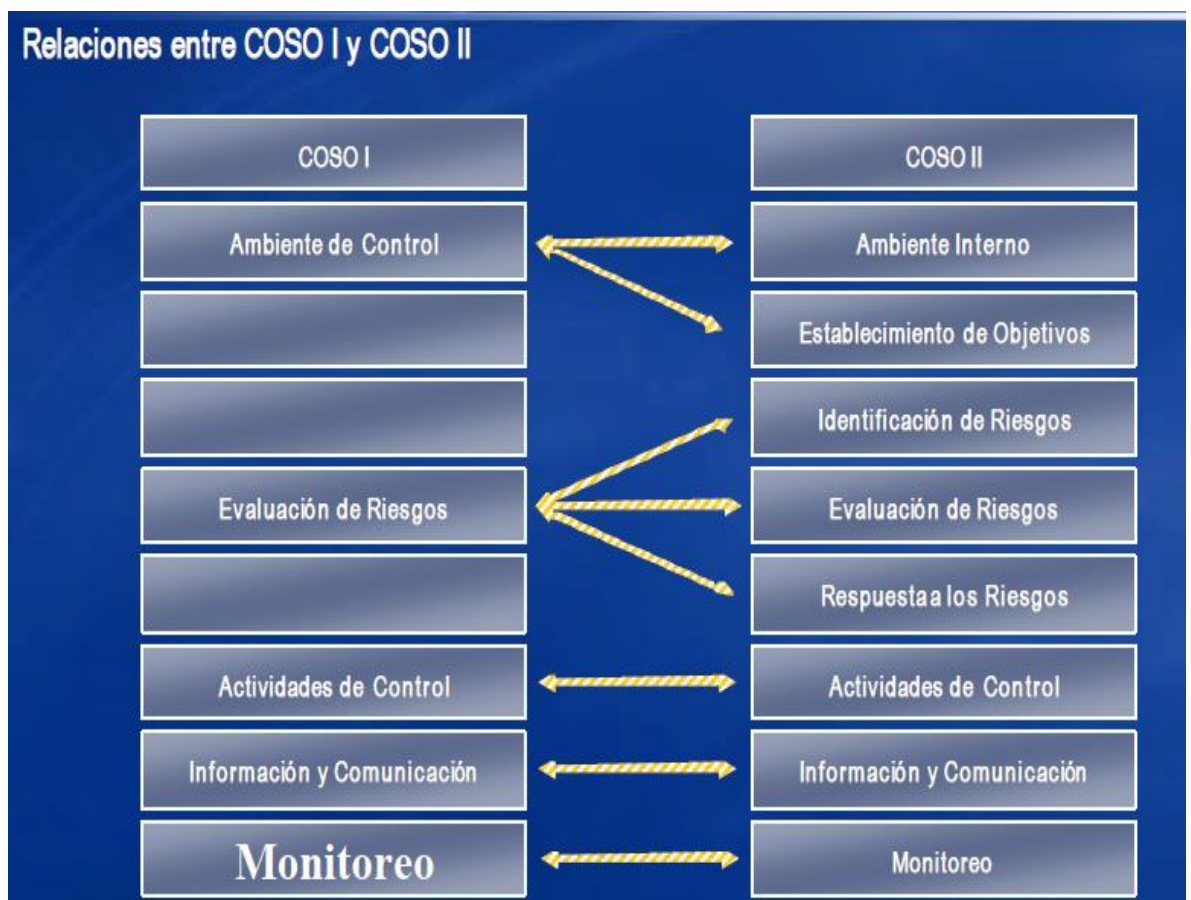 Relaciones entre COSO I y COSO II
COSO I
COSO II
Ambiente de Control
Ambiente Interno
Establecimiento de Objetivos
Identificación de Riesgos
Evaluación de Riesgos
Evaluación de Riesgos
Respuesta a los Riesgos
Actividades de Control
Actividades de Control
Información y Comunicación
Información y Comunicación
Monitoreo
Monitoreo